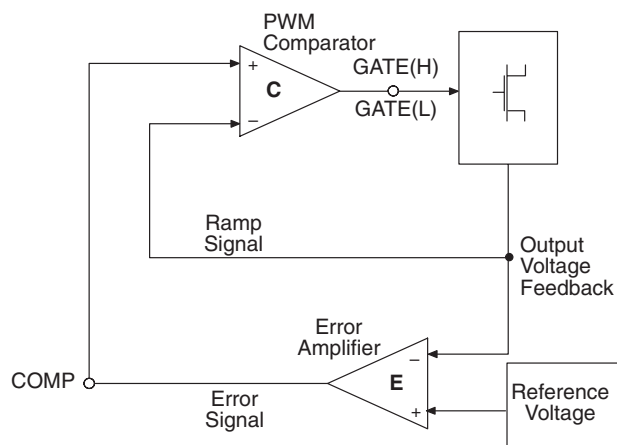 PWM
Comparator
+
C
−
GATE(H)
GATE(L)
Ramp
Signal
Output
Voltage
Feedback
Error
Amplifier
−
E
+
COMP
Error
Signal
Reference
Voltage